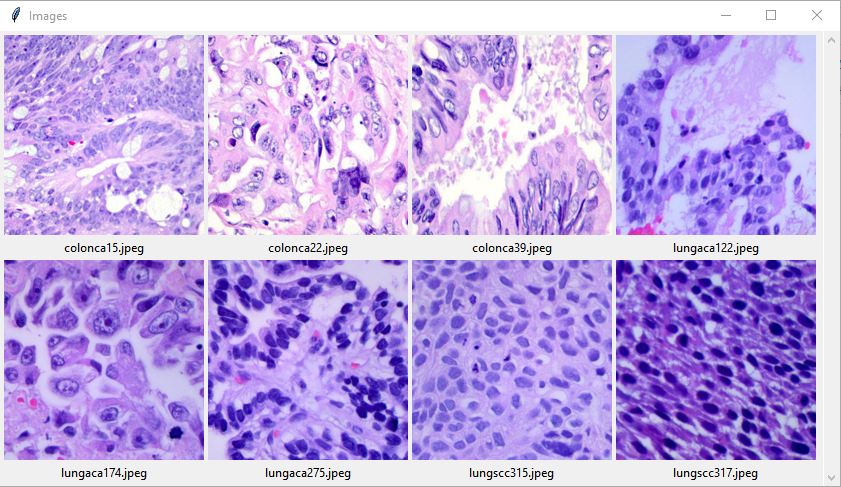 Images
colonca15.jpeg
colonca22.jpeg
colonca39.jpeg
lungaca122.jpeg
lungaca174.jpeg
lungaca275.jpeg
lungscc315.jpeg
lungscc317.jpeg